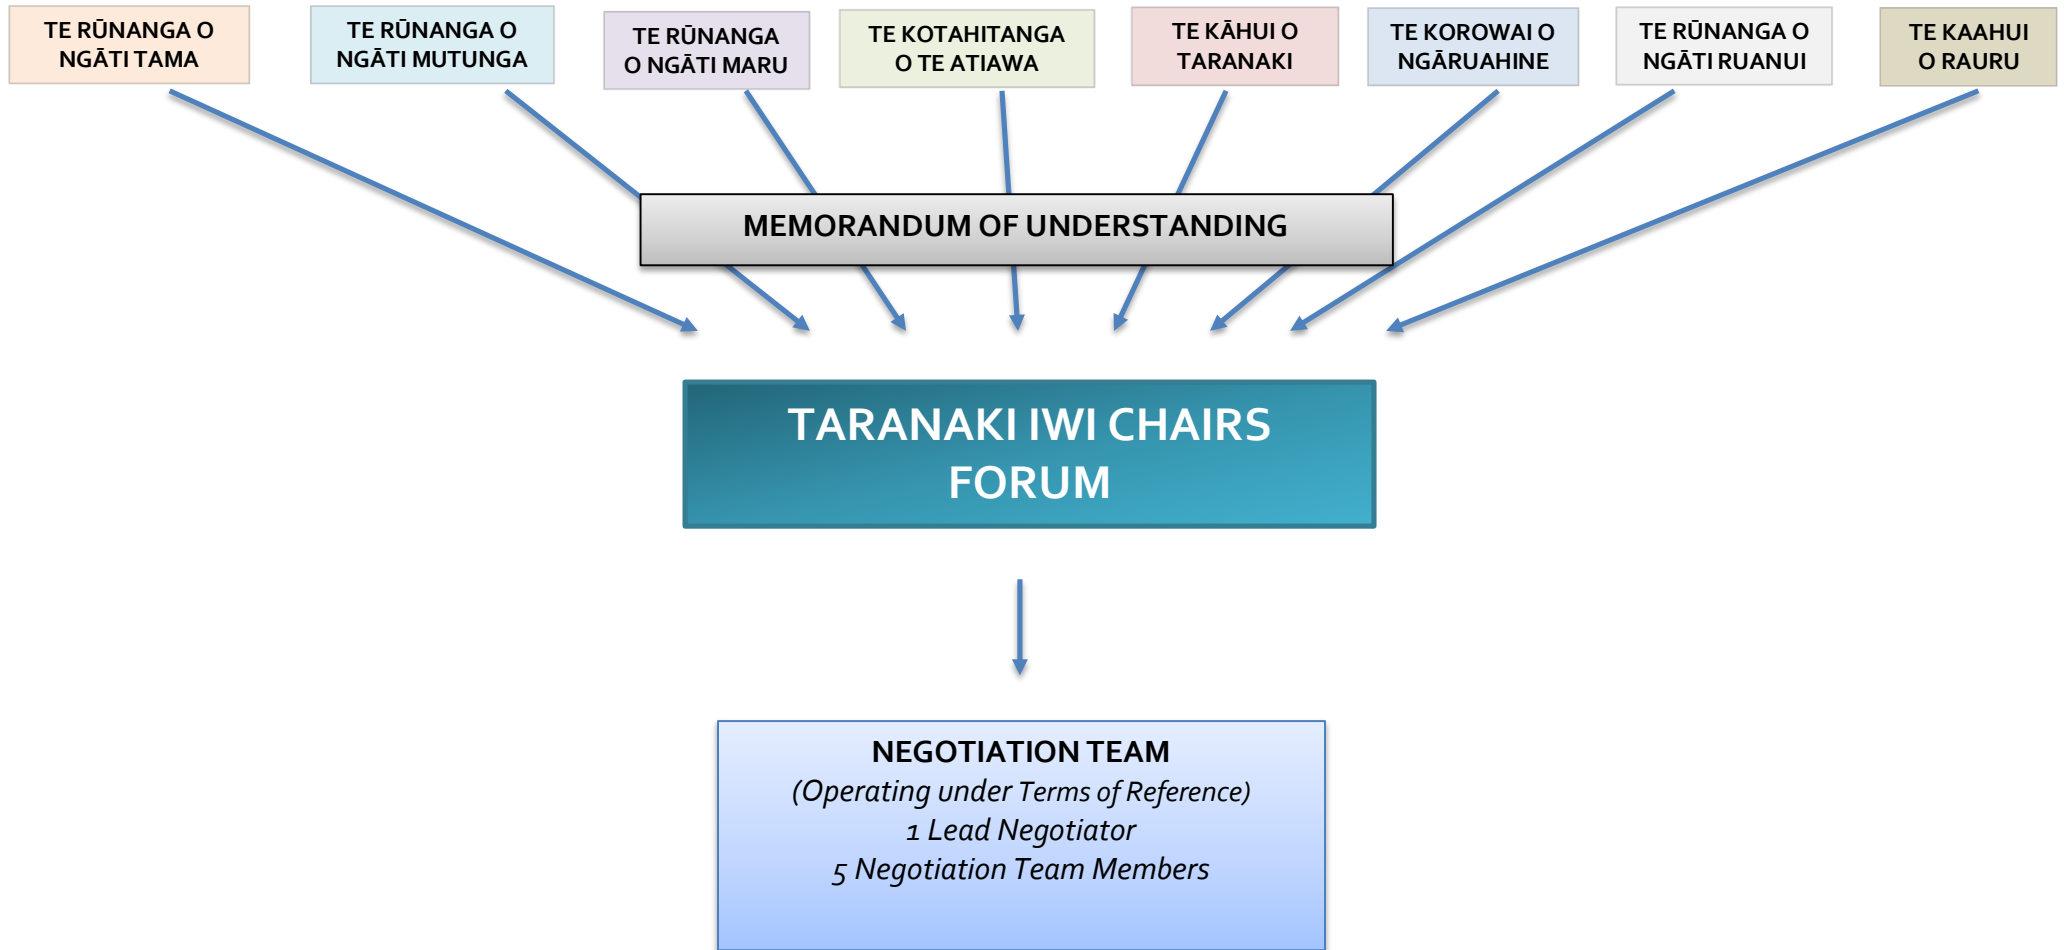 TE RŪNANGA O
NGĀTI TAMA
TE RŪNANGA O
NGĀTI MUTUNGA
TE RŪNANGA
O NGĀTI MARU
TE KOTAHITANGA
O TE ATIAWA
TE KĀHUI O
TARANAKI
TE KOROWAI O
NGĀRUAHINE
TE RŪNANGA O
NGĀTI RUANUI
TE KAAHUI
O RAURU
MEMORANDUM OF UNDERSTANDING
TARANAKI IWI CHAIRS
FORUM
NEGOTIATION TEAM
(Operating under Terms of Reference)
1 Lead Negotiator
5 Negotiation Team Members